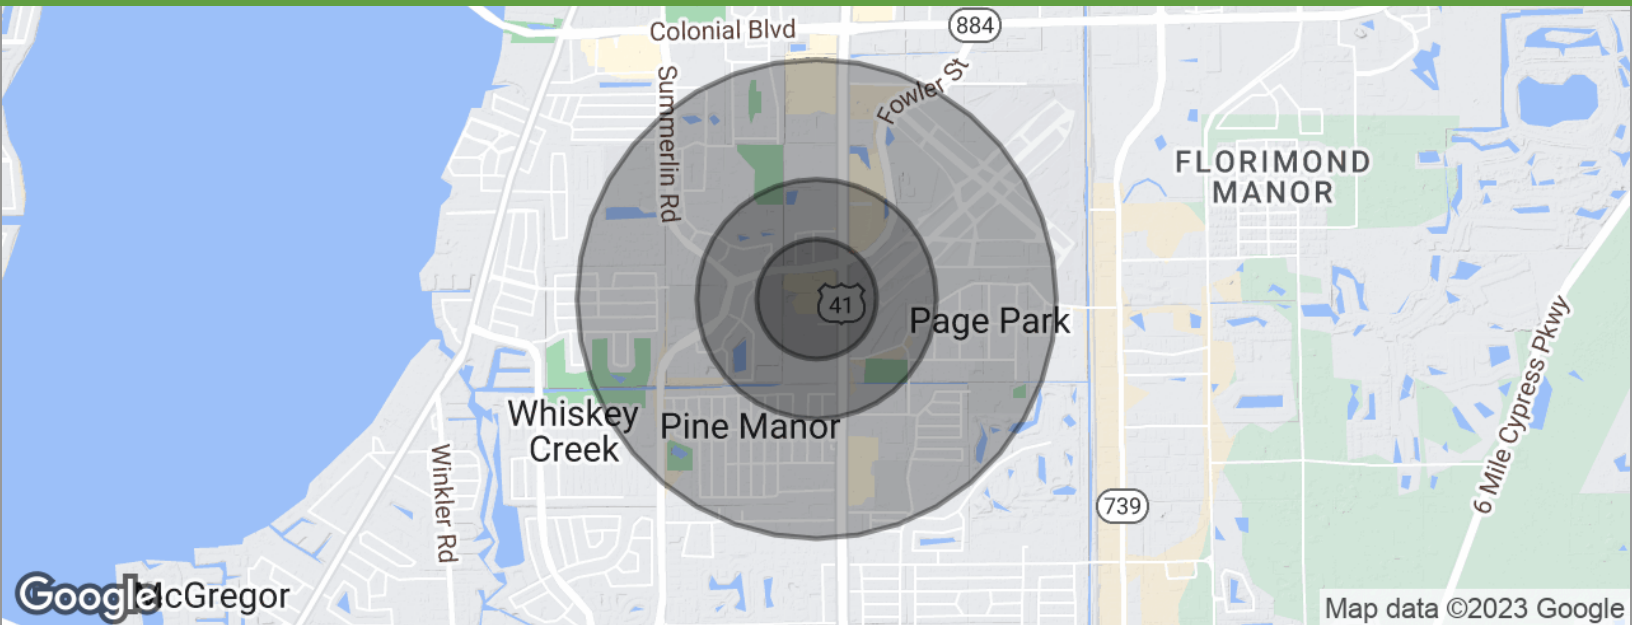 Colonial Blvd
884
Summerlin Rd
Fowler St
FLORIMOND
MANOR
41
Page Park
Whiskey
Creek
Pine Manor
6 Mile Cypress Pkwy
Winkler Rd
739
Google
McGregor
Map data ©2023 Google